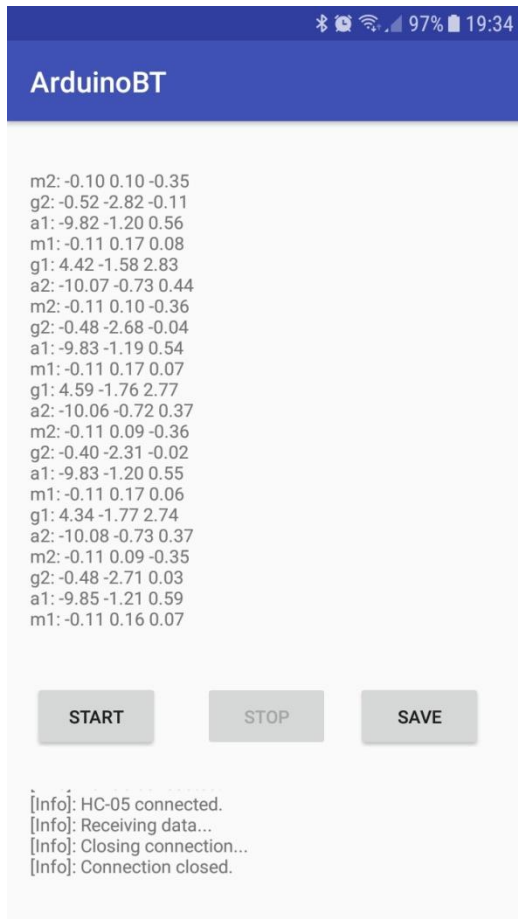 97% 19:34
ArduinoBT
m2: -0.10 0.10 -0.35
g2: -0.52 -2.82 -0.11
a1: -9.82 -1.20 0.56
m1: -0.11 0.17 0.08
g1: 4.42 -1.58 2.83
a2: -10.07 -0.73 0.44
m2: -0.11 0.10 -0.36
g2: -0.48 -2.68 -0.04
a1: -9.83 -1.19 0.54
m1: -0.11 0.17 0.07
g1: 4.59 -1.76 2.77
a2: -10.06 -0.72 0.37
m2: -0.11 0.09 -0.36
g2: -0.40 -2.31 -0.02
a1: -9.83 -1.20 0.55
m1: -0.11 0.17 0.06
g1: 4.34 -1.77 2.74
a2: -10.08 -0.73 0.37
m2: -0.11 0.09 -0.35
g2: -0.48 -2.71 0.03
a1: -9.85 -1.21 0.59
m1: -0.11 0.16 0.07
START STOP SAVE
[Info]: HC-05 connected.
[Info]: Receiving data...
[Info]: Closing connection...
[Info]: Connection closed.